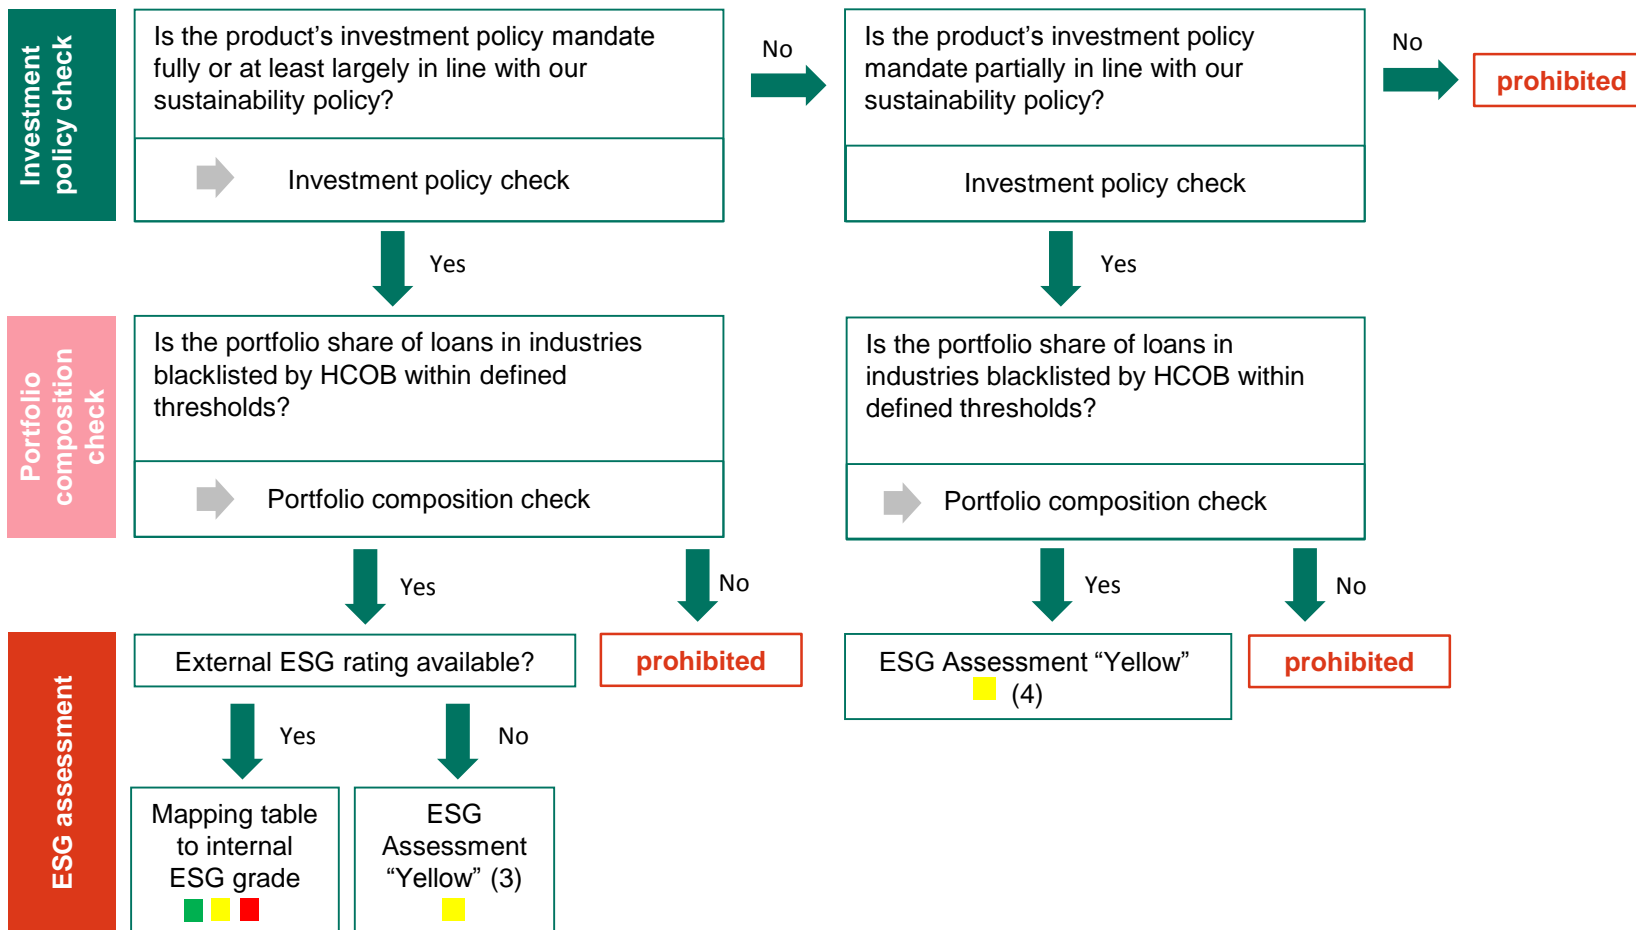 Investment
policy check
Is the product’s investment policy mandate
fully or at least largely in line with our
sustainability policy?
Investment policy check
No
Is the product’s investment policy
mandate partially in line with our
sustainability policy?
Investment policy check
No
prohibited
Yes
Yes
Portfolio
composition
check
Is the portfolio share of loans in industries
blacklisted by HCOB within defined
thresholds?
Portfolio composition check
Is the portfolio share of loans in
industries blacklisted by HCOB within
defined thresholds?
Portfolio composition check
Yes
No
Yes
No
ESG assessment
External ESG rating available?
prohibited
ESG Assessment “Yellow”
(4)
prohibited
Yes
No
Mapping table
to internal
ESG grade
ESG
Assessment
“Yellow” (3)